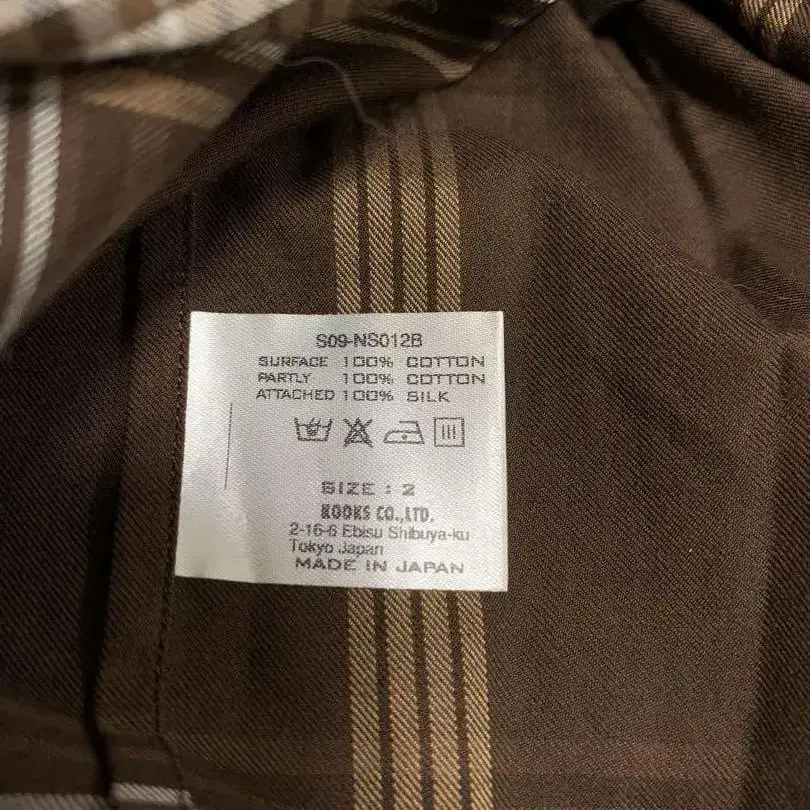 S09-NS012B
SURFACE 100% COTTON
PARTLY 100% COTTON
ATTACHED 100% SILK
SIZE : 2
KOOKS CO.,LTD.
2-16-6 Ebisu Shibuya-ku
Tokyo Japan
MADE IN JAPAN